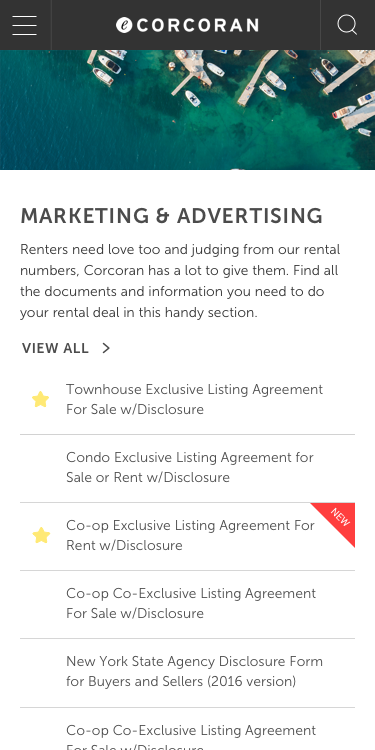 CORCORAN
MARKETING & ADVERTISING
Renters need love too and judging from our rental
numbers, Corcoran has a lot to give them. Find all
the documents and information you need to do
your rental deal in this handy section.
VIEW ALL
Townhouse Exclusive Listing Agreement
For Sale w/Disclosure
Condo Exclusive Listing Agreement for
Sale or Rent w/Disclosure
Co-op Exclusive Listing Agreement For
Rent w/Disclosure
NEW
Co-op Co-Exclusive Listing Agreement
For Sale w/Disclosure
New York State Agency Disclosure Form
for Buyers and Sellers (2016 version)
Co-op Co-Exclusive Listing Agreement
For Sale w/Disclosure